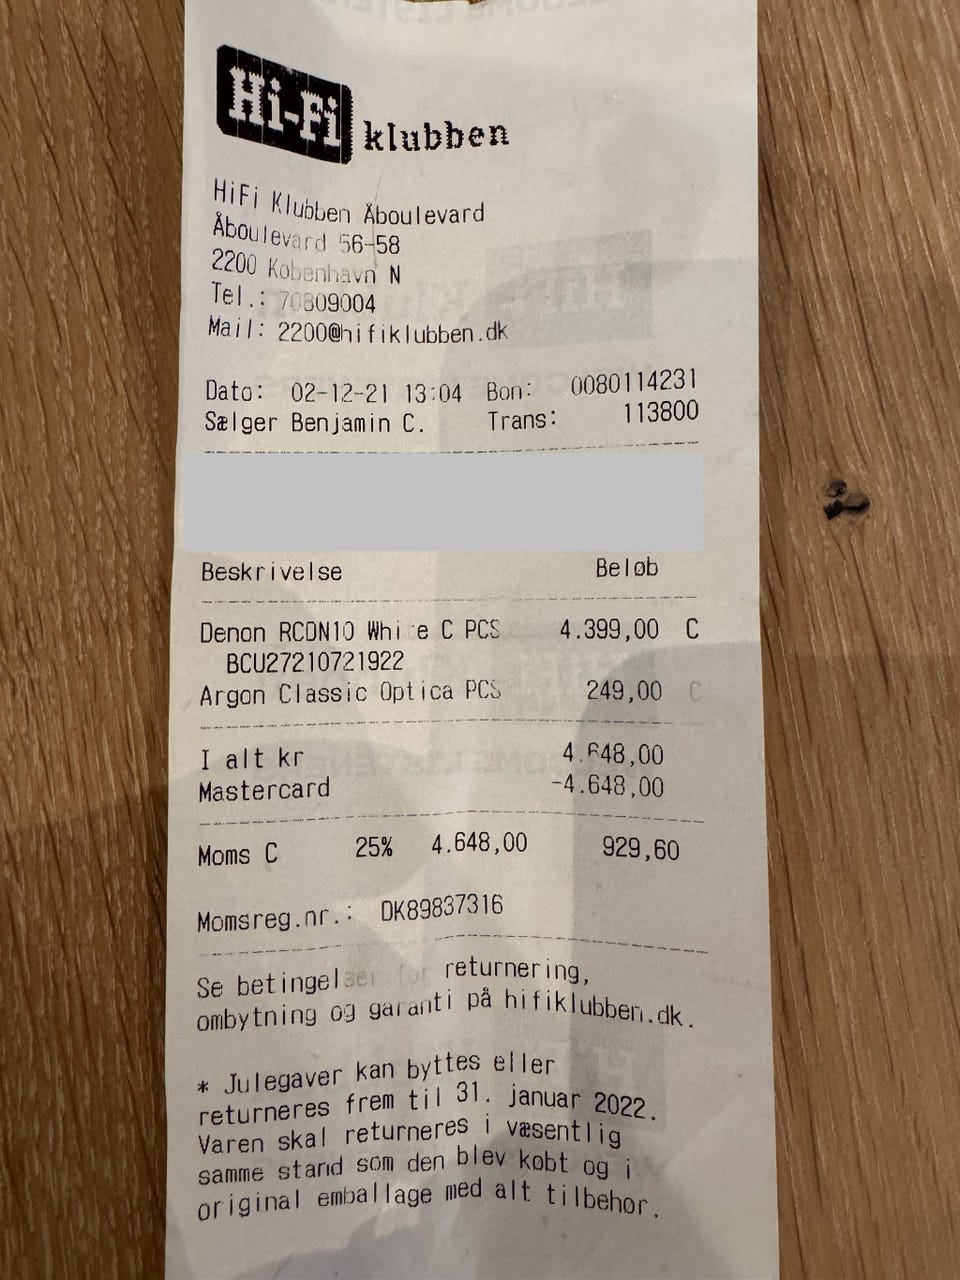 Hi-Fi klubben
HiFi Klubben Åboulevard
Åboulevard 56-58
2200 København N
Tel.: 70809004
Mail: 2200@hifiklubben.dk
Dato: 02-12-21 13:04 Bon: 0080114231
Sælger Benjamin C. Trans: 113800
Beskrivelse Beløb
Denon RCDN10 White C PCS 4.399,00 C
BCU27210721922
Argon Classic Optica PCS 249,00 C
I alt kr 4.648,00
Mastercard -4.648,00
Moms C 25% 4.648,00 929,60
Momsreg.nr.: DK89837316
Se betingelser for returnering,
ombytning og garanti på hifiklubben.dk.
* Julegaver kan byttes eller
returneres frem til 31. januar 2022.
Varen skal returneres i væsentlig
samme stand som den blev købt og i
original emballage med alt tilbehør.